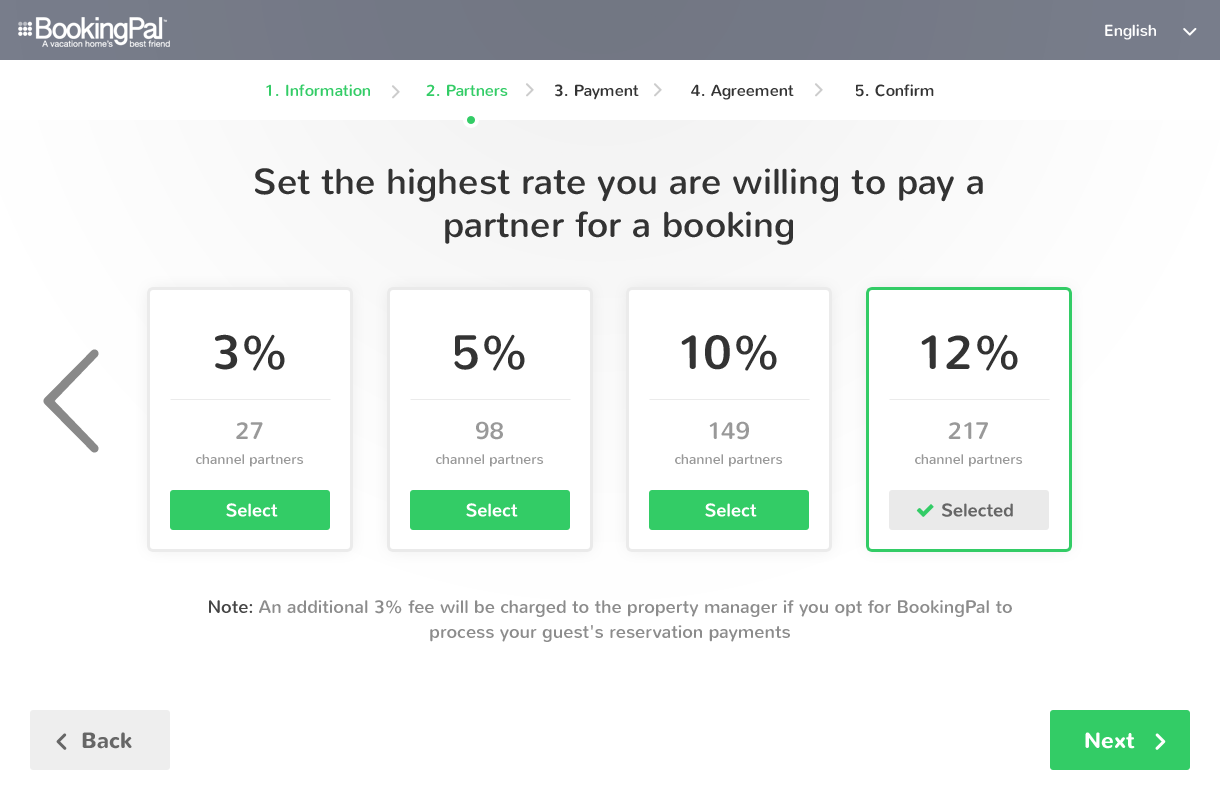 BookingPal
A vacation home's best friend
English
1. Information
2. Partners
3. Payment
4. Agreement
5. Confirm
Set the highest rate you are willing to pay a
partner for a booking
3%
27
channel partners
Select
5%
98
channel partners
Select
10%
149
channel partners
Select
12%
217
channel partners
Selected
Note: An additional 3% fee will be charged to the property manager if you opt for BookingPal to
process your guest's reservation payments
Back
Next